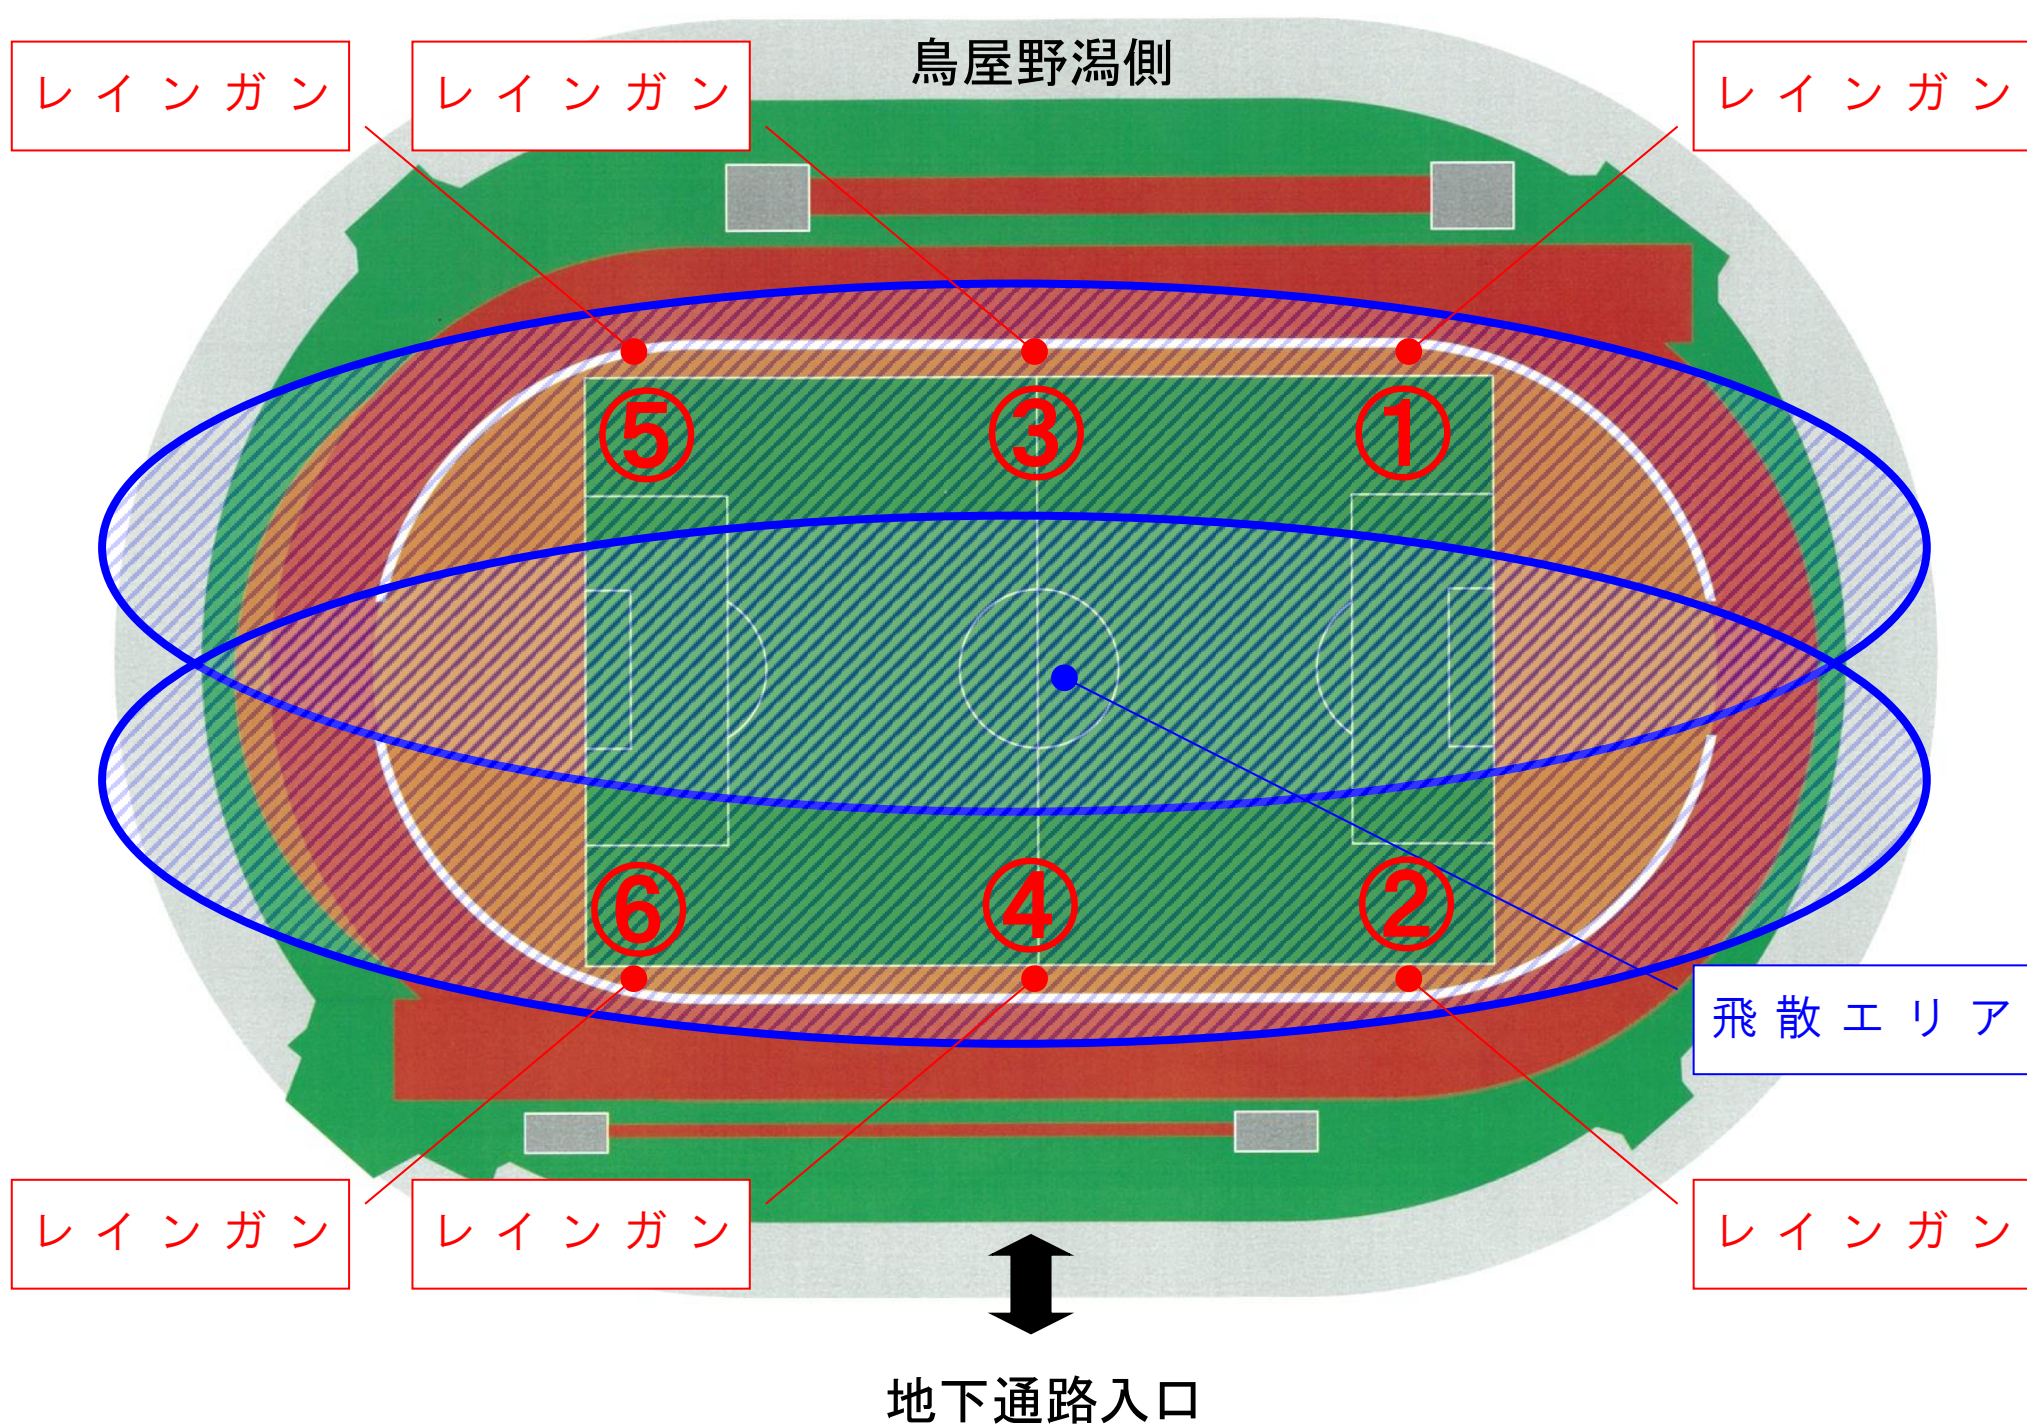 鳥屋野潟側
レインガン
レインガン
レインガン
⑤
③
①
⑥
④
②
飛散エリア
レインガン
レインガン
レインガン
地下通路入口